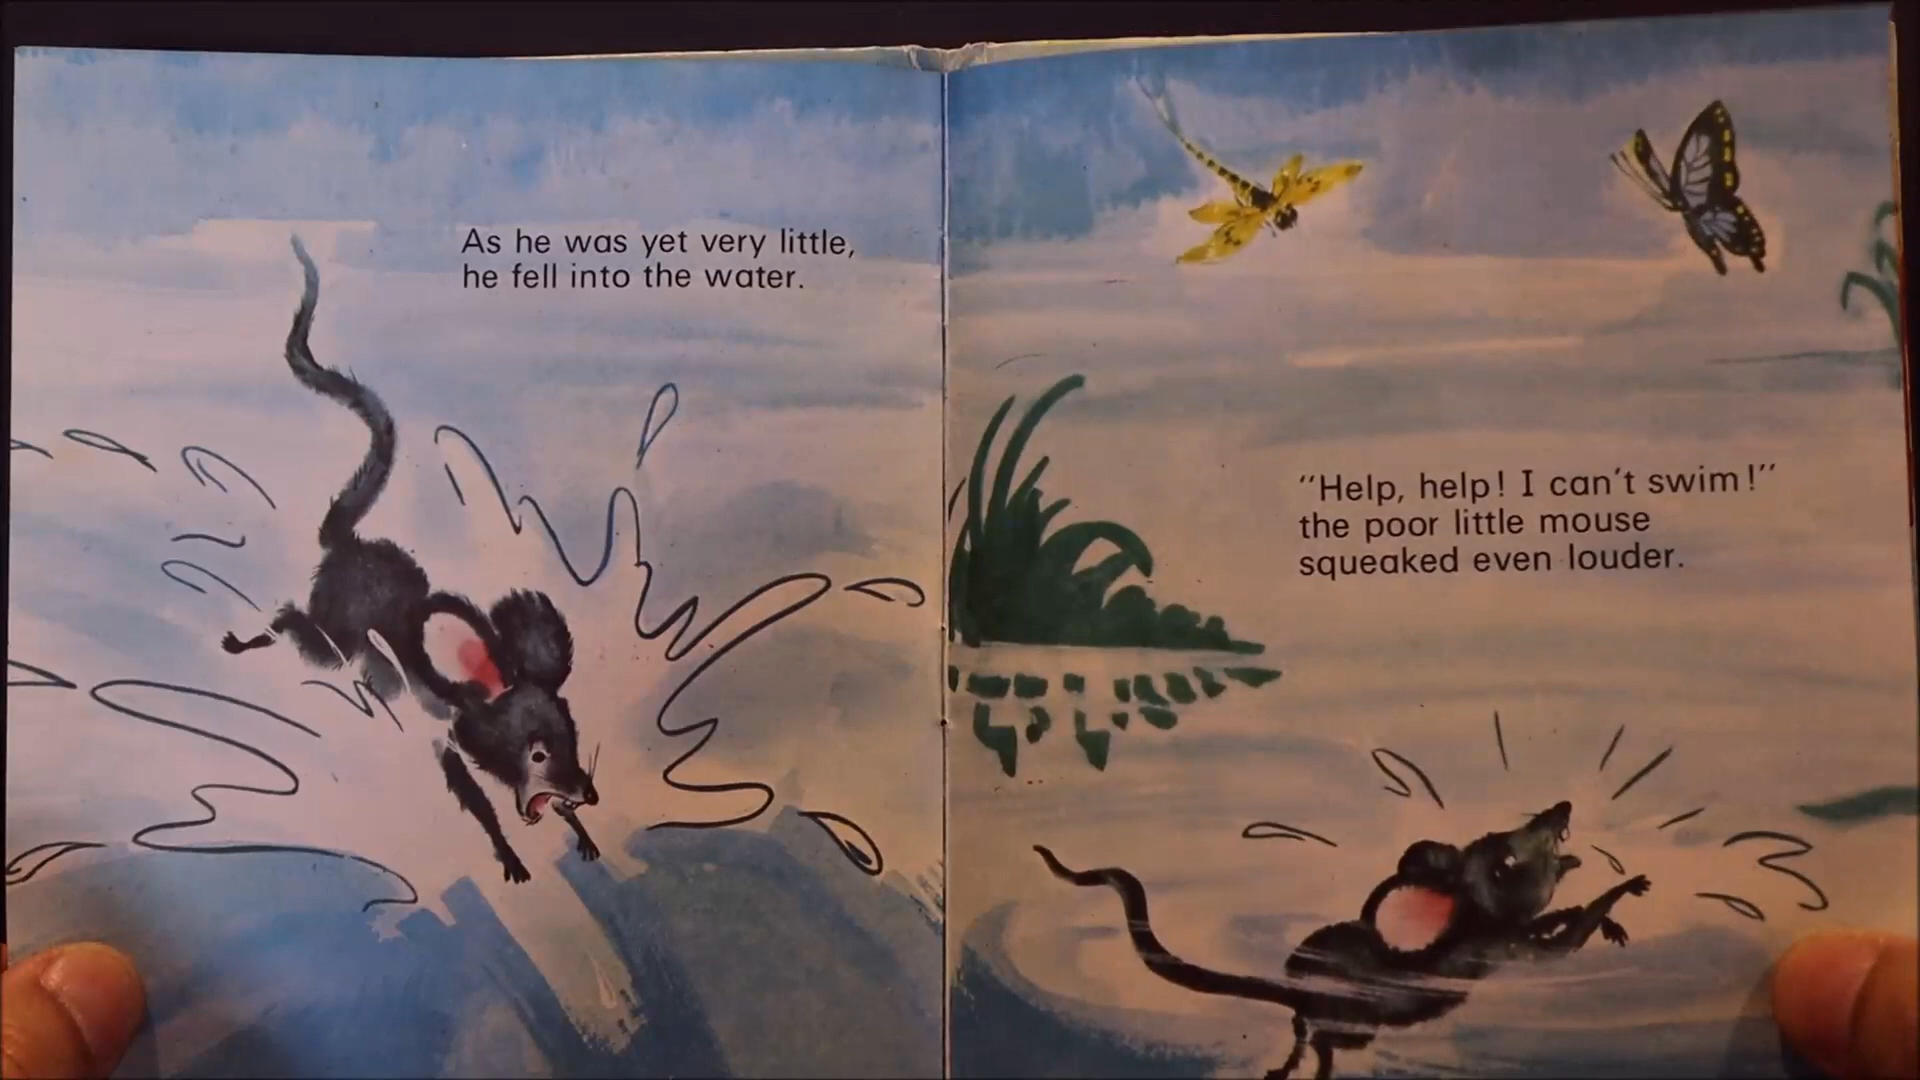 As he was yet very little,
he fell into the water.
"Help, help! I can't swim!"
the poor little mouse
squeaked even louder.